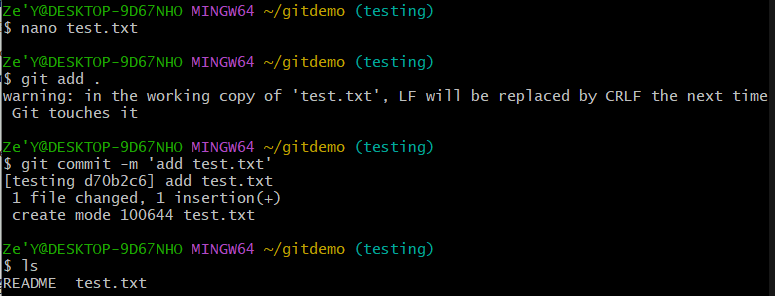 Ze'Y@DESKTOP-9D67NHO MINGW64 ~/gitdemo (testing)
$ nano test.txt
Ze'Y@DESKTOP-9D67NHO MINGW64 ~/gitdemo (testing)
$ git add .
warning: in the working copy of 'test.txt', LF will be replaced by CRLF the next time
 Git touches it
Ze'Y@DESKTOP-9D67NHO MINGW64 ~/gitdemo (testing)
$ git commit -m 'add test.txt'
[testing d70b2c6] add test.txt
 1 file changed, 1 insertion(+)
 create mode 100644 test.txt
Ze'Y@DESKTOP-9D67NHO MINGW64 ~/gitdemo (testing)
$ ls
README  test.txt